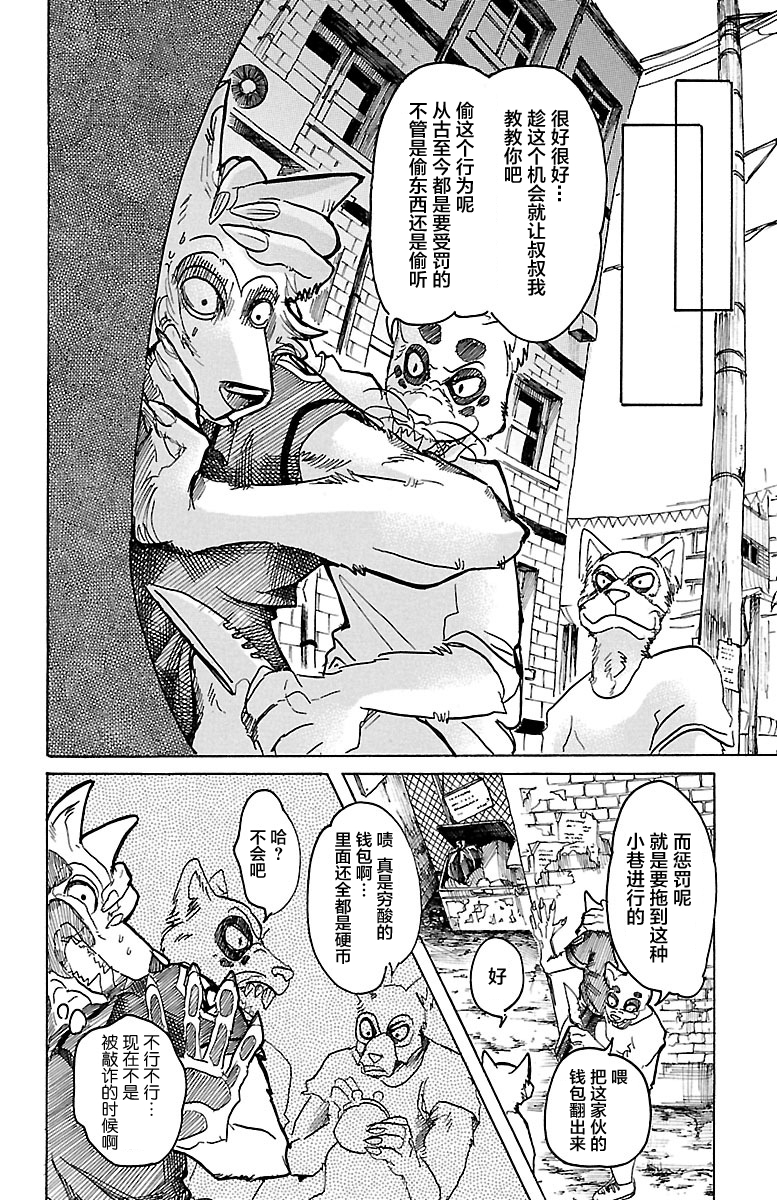 很好很好…
趁这个机会就让叔叔我
教教你吧
偷这个行为呢
从古至今都是要受罚的
不管是偷东西还是偷听
而惩罚呢
就是要拖到这种
小巷进行的
喂
把这家伙的
钱包翻出来
好
啧 真是穷酸的
钱包啊…
里面还全都是硬币
哈?
不会吧
不行不行…
现在不是
被敲诈的时候啊